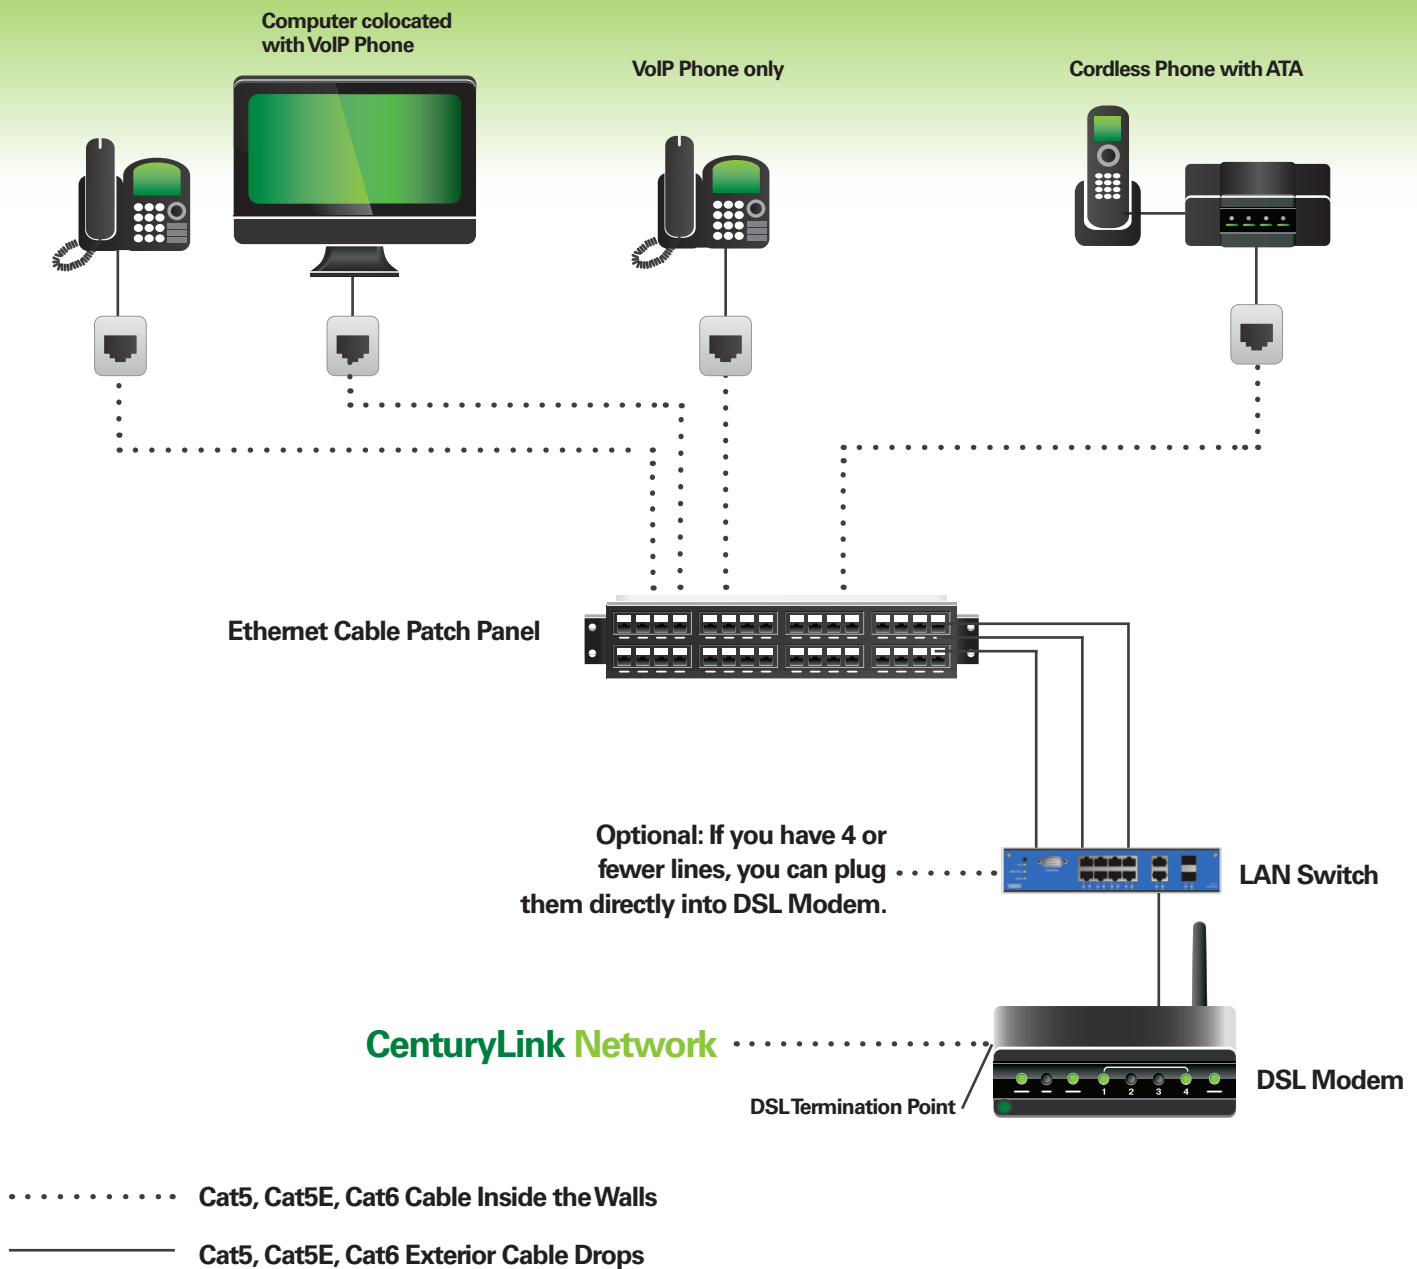 Computer colocated
with VoIP Phone
VoIP Phone only
Cordless Phone with ATA
Ethernet Cable Patch Panel
Optional: If you have 4 or
fewer lines, you can plug
them directly into DSL Modem.
LAN Switch
CenturyLink Network
DSL Termination Point
DSL Modem
1 2 3 4
Cat5, Cat5E, Cat6 Cable Inside the Walls
Cat5, Cat5E, Cat6 Exterior Cable Drops